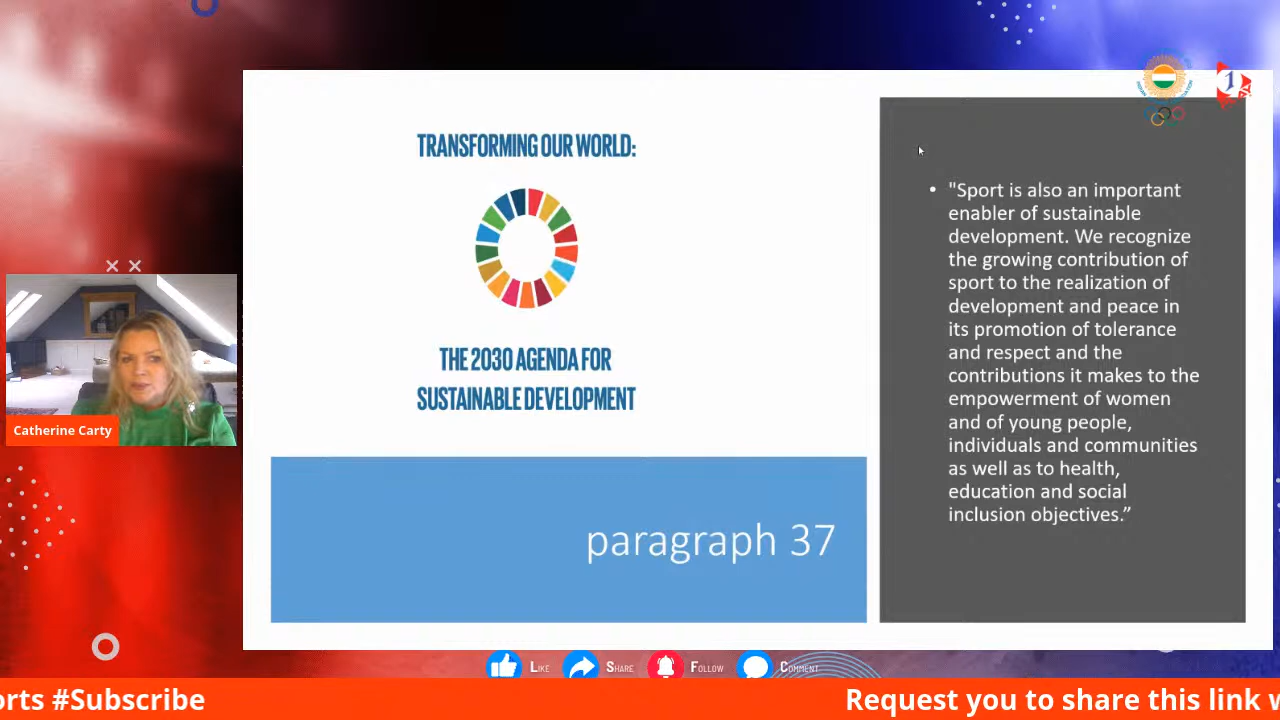 TRANSFORMING OUR WORLD:
THE 2030 AGENDA FOR
SUSTAINABLE DEVELOPMENT
paragraph 37
• "Sport is also an important
enabler of sustainable
development. We recognize
the growing contribution of
sport to the realization of
development and peace in
its promotion of tolerance
and respect and the
contributions it makes to the
empowerment of women
and of young people,
individuals and communities
as well as to health,
education and social
inclusion objectives.”
Catherine Carty
1
LIKE
SHARE
FOLLOW
COMMENT
orts #Subscribe
Request you to share this link w